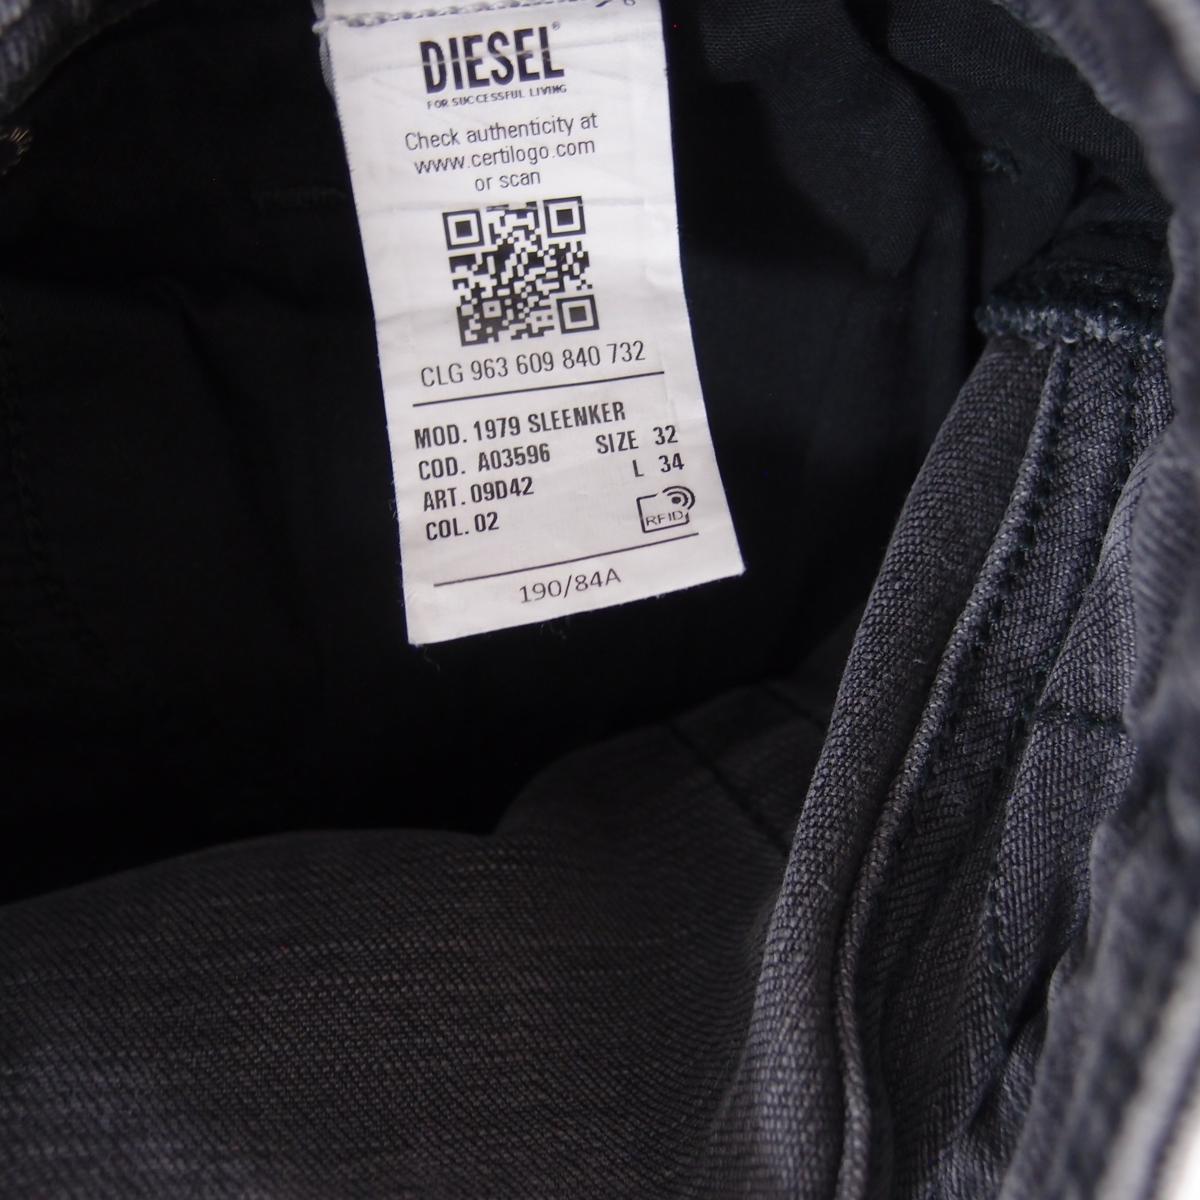 DIESEL®
FOR SUCCESSFUL LIVING
Check authenticity at
www.certilogo.com
or scan
CLG 963 609 840 732
MOD. 1979 SLEENKER
COD. A03596 SIZE 32
ART. 09D42 L 34
COL. 02
RFID
190/84A